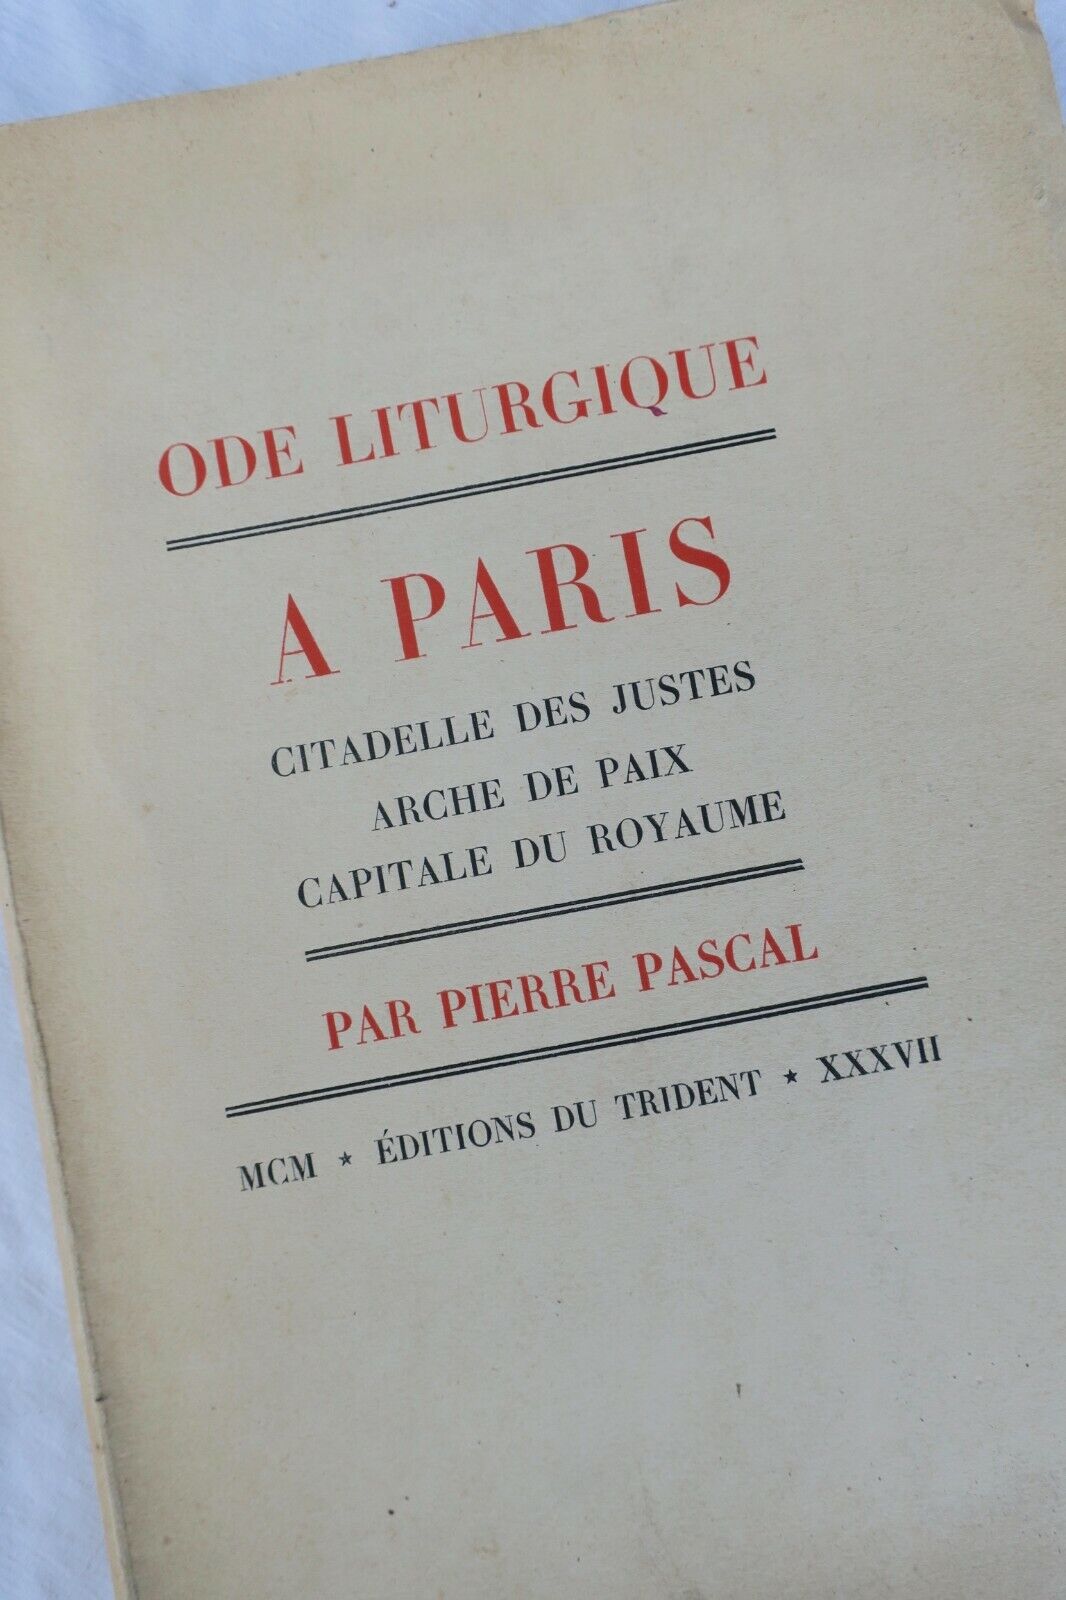 ODE LITURGIQUE
A PARIS
CITADELLE DES JUSTES
ARCHE DE PAIX
CAPITALE DU ROYAUME
PAR PIERRE PASCAL
MCM ★ ÉDITIONS DU TRIDENT ★ XXXVII